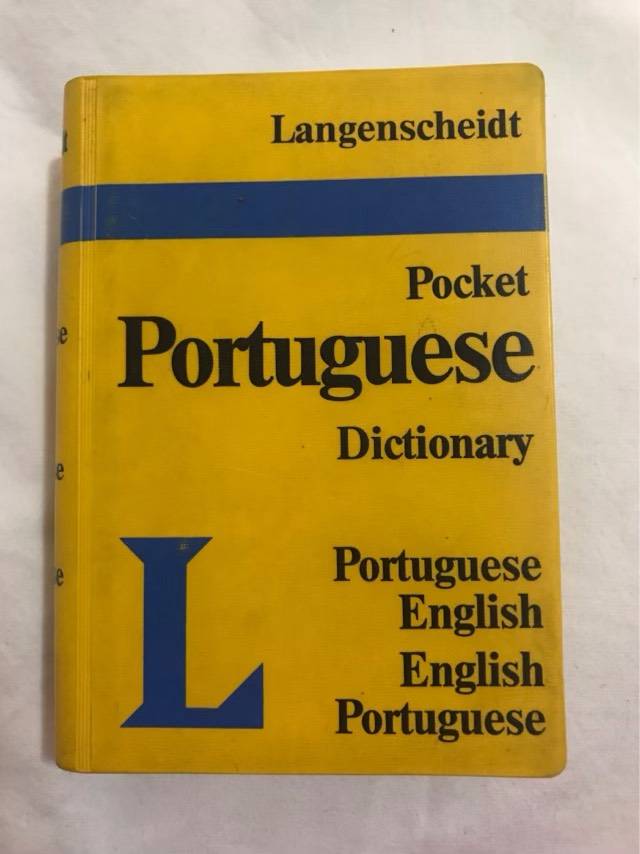 Langenscheidt
Pocket
Portuguese
Dictionary
L
Portuguese
English
English
Portuguese